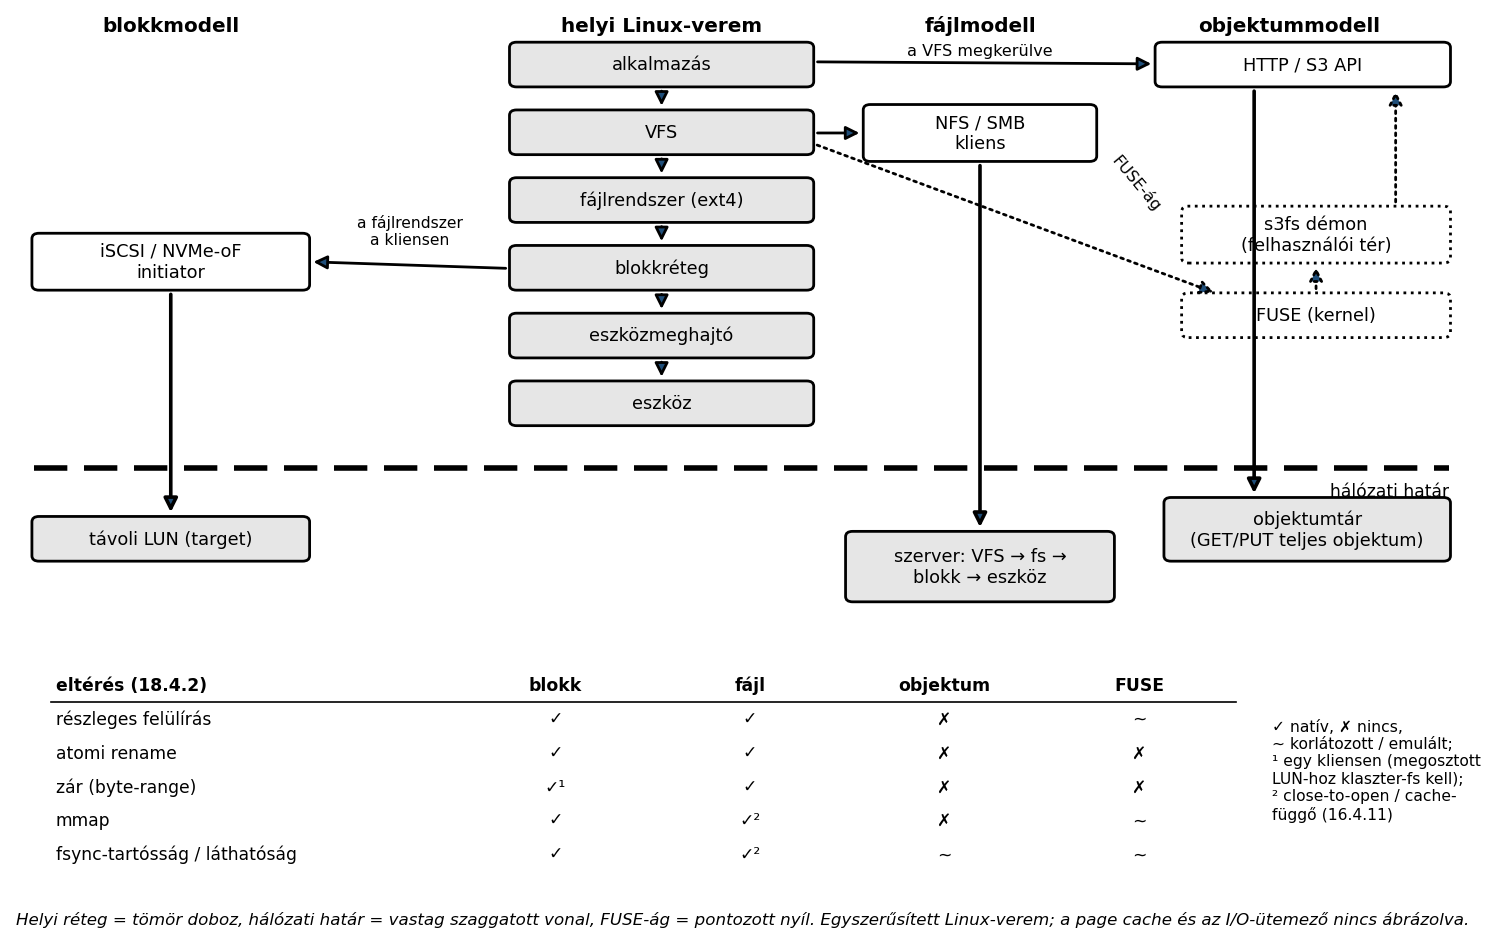 blokkmodell
helyi Linux-verem
fájlmodell
objektummodell
alkalmazás
a VFS megkerülve
HTTP / S3 API
VFS
NFS / SMB
kliens
FUSE-ág
fájlrendszer (ext4)
a fájlrendszer
a kliensen
iSCSI / NVMe-oF
initiator
blokkréteg
s3fs démon
(felhasználói tér)
FUSE (kernel)
eszközmeghajtó
eszköz
hálózati határ
távoli LUN (target)
szerver: VFS → fs →
blokk → eszköz
objektumtár
(GET/PUT teljes objektum)
eltérés (18.4.2) blokk fájl objektum FUSE
részleges felülírás ✓ ✓ ✗ ~
atomi rename ✓ ✓ ✗ ✗
zár (byte-range) ✓¹ ✓ ✗ ✗
mmap ✓ ✓² ✗ ~
fsync-tartósság / láthatóság ✓ ✓² ~ ~
✓ natív, ✗ nincs,
~ korlátozott / emulált;
¹ egy kliensen (megosztott
LUN-hoz klaszter-fs kell);
² close-to-open / cache-
függő (16.4.11)
Helyi réteg = tömör doboz, hálózati határ = vastag szaggatott vonal, FUSE-ág = pontozott nyíl. Egyszerűsített Linux-verem; a page cache és az I/O-ütemező nincs ábrázolva.